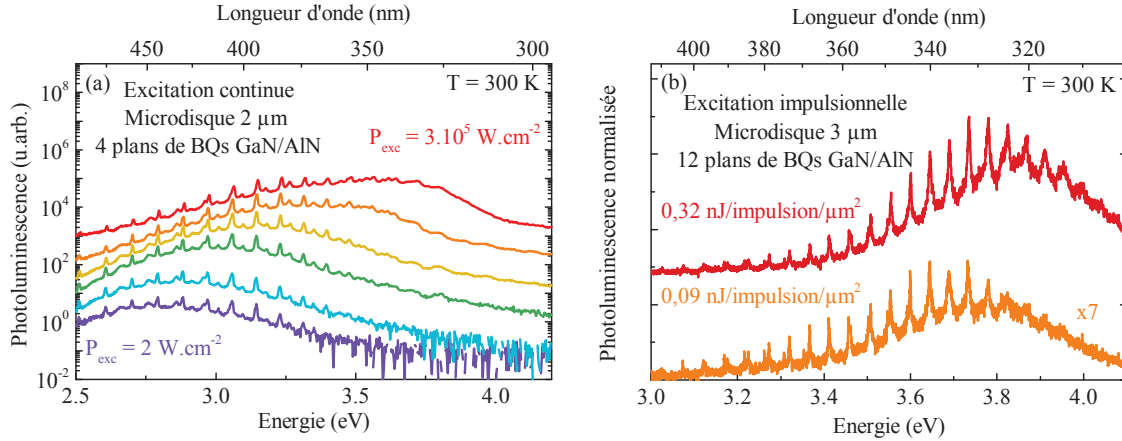 Longueur d'onde (nm)
450 400 350 300
(a)
T = 300 K
Excitation continue
Microdisque 2 µm
4 plans de BQs GaN/AlN
P_exc = 3.10^5 W.cm^-2
P_exc = 2 W.cm^-2
Photoluminescence (u.arb.)
10^8
10^6
10^4
10^2
10^0
10^-2
2.5 3.0 3.5 4.0
Energie (eV)
Longueur d'onde (nm)
400 380 360 340 320
(b)
T = 300 K
Excitation impulsionnelle
Microdisque 3 µm
12 plans de BQs GaN/AlN
0,32 nJ/impulsion/µm^2
0,09 nJ/impulsion/µm^2
x7
Photoluminescence normalisée
3.0 3.2 3.4 3.6 3.8 4.0
Energie (eV)